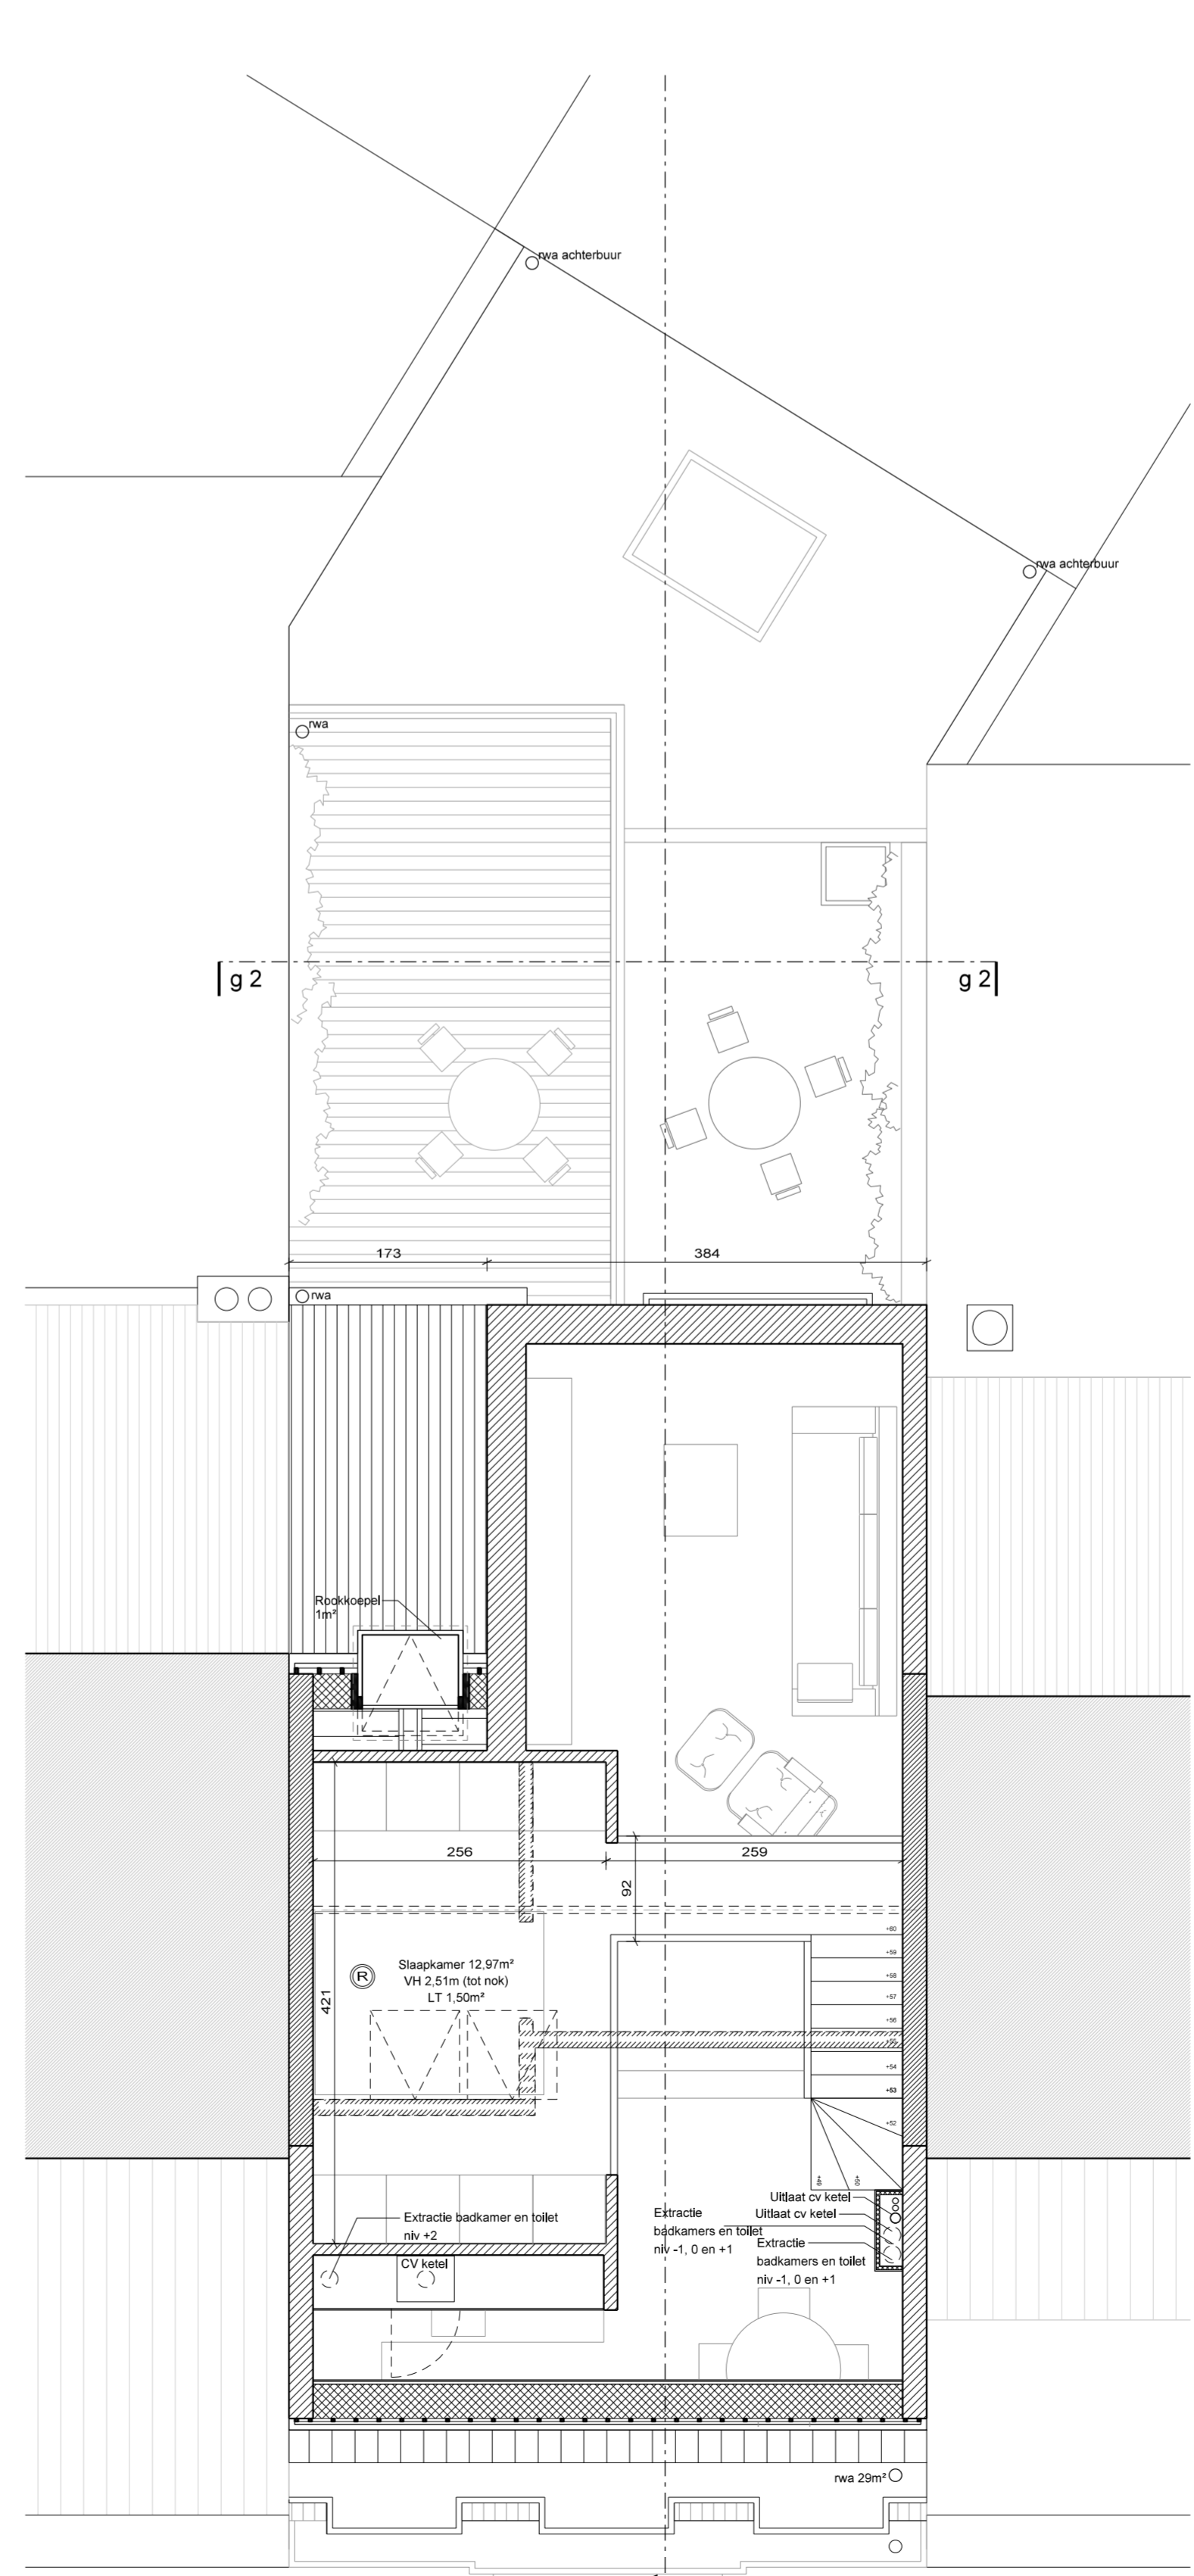 rwa achterbuur
rwa achterbuur
rwa
g 2
g 2
173
384
rwa
Rookkoepel
1m²
256
259
92
+60
+59
Slaapkamer 12,97m²
VH 2,51m (tot nok)
LT 1,50m²
R
+58
421
+57
+56
+55
+54
+53
+52
+49
+50
Uitlaat cv ketel
Uitlaat cv ketel
Extractie
badkamers en toilet
niv -1, 0 en +1
Extractie
badkamers en toilet
niv -1, 0 en +1
Extractie badkamer en toilet
niv +2
CV ketel
rwa 29m²